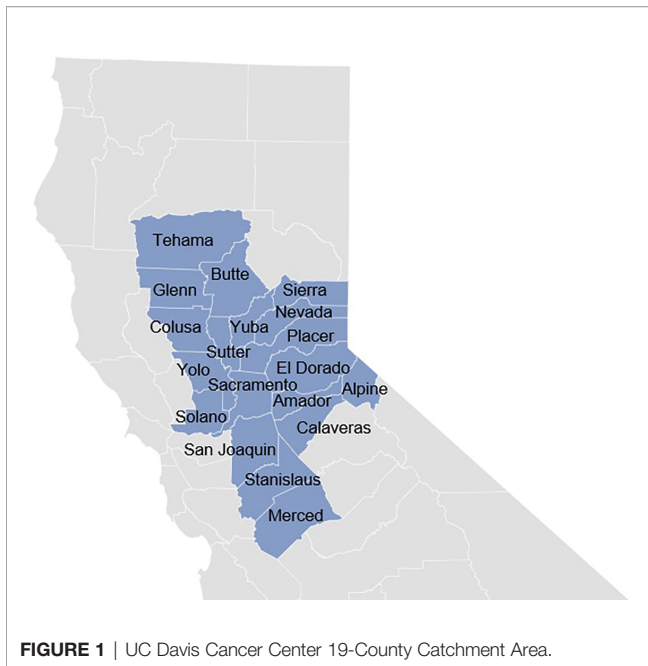 Tehama
Butte
Glenn
Sierra
Nevada
Colusa
Yuba
Placer
Sutter
Yolo
El Dorado
Sacramento
Alpine
Amador
Solano
Calaveras
San Joaquin
Stanislaus
Merced
FIGURE 1 | UC Davis Cancer Center 19-County Catchment Area.